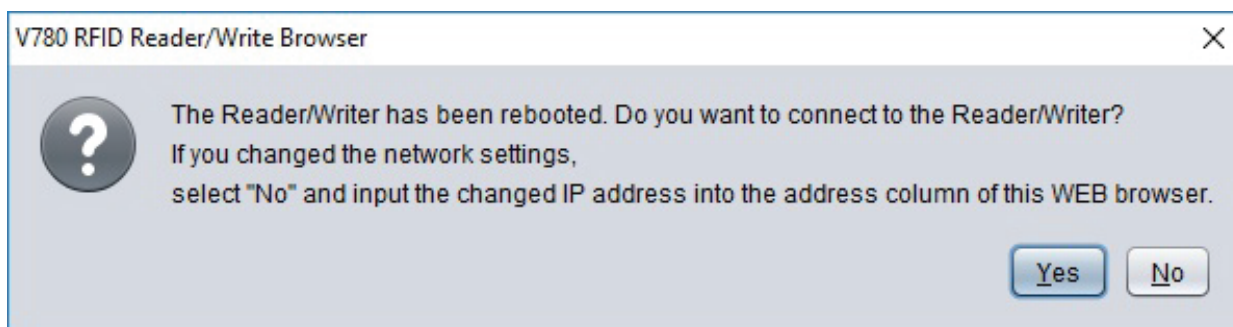 V780 RFID Reader/Write Browser
The Reader/Writer has been rebooted. Do you want to connect to the Reader/Writer?
If you changed the network settings,
select "No" and input the changed IP address into the address column of this WEB browser.
Yes No